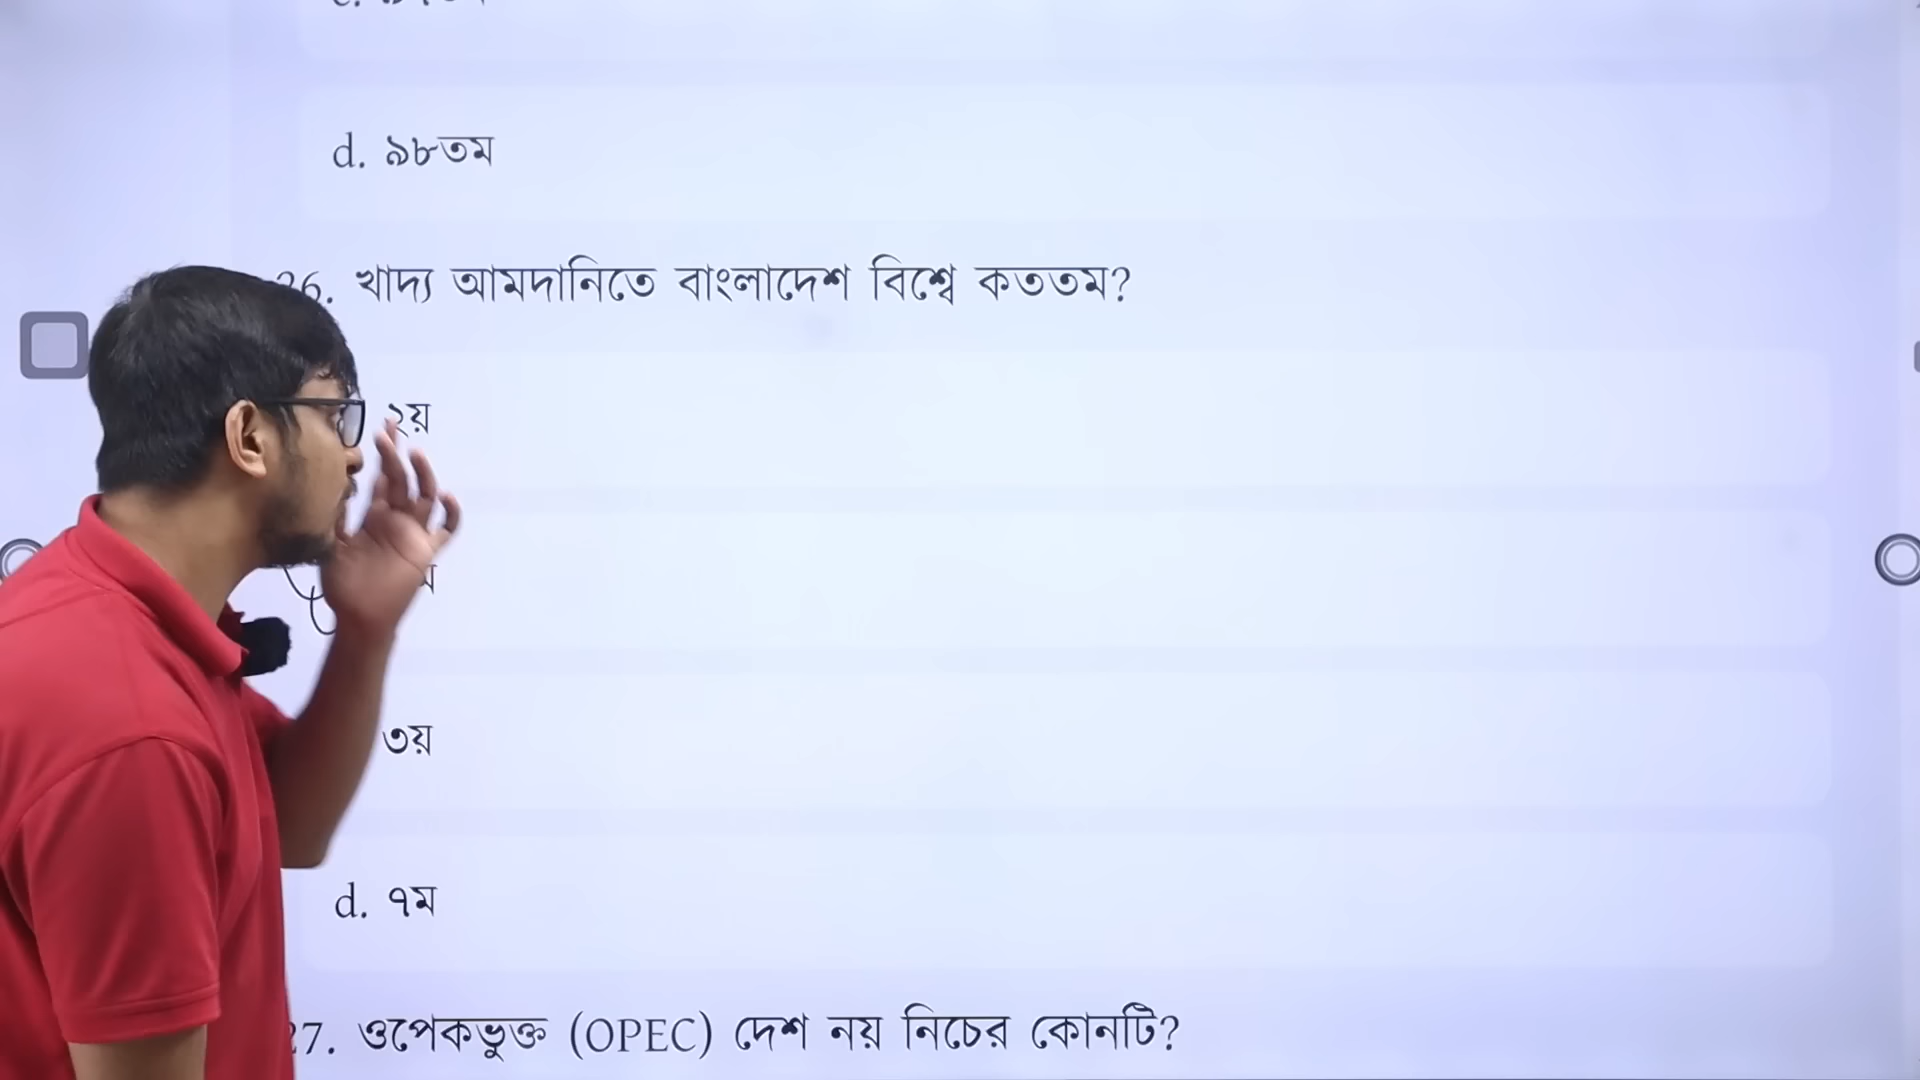 d. ৯৮তম
26. খাদ্য আমদানিতে বাংলাদেশ বিশ্বে কততম?
২য়
৩য়
d. ৭ম
27. ওপেকভুক্ত (OPEC) দেশ নয় নিচের কোনটি?